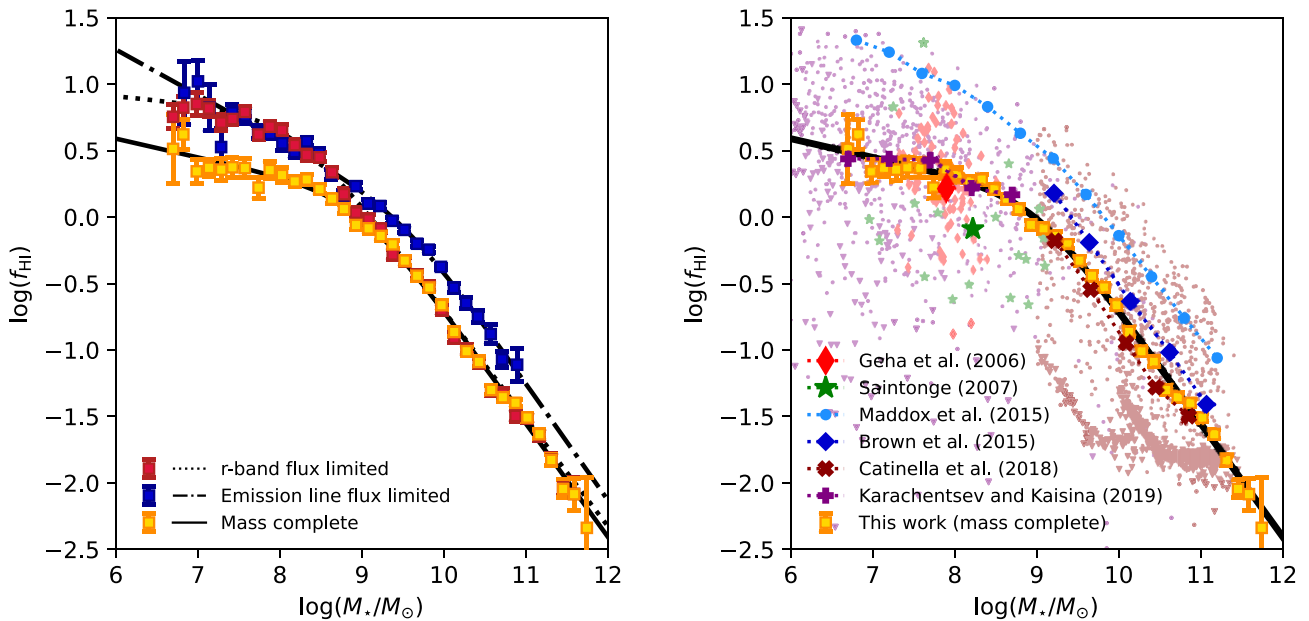 1.5
1.0
0.5
0.0
−0.5
−1.0
−1.5
−2.0
−2.5
log(f_HI)
r-band flux limited
Emission line flux limited
Mass complete
6 7 8 9 10 11 12
log(M⋆/M⊙)
1.5
1.0
0.5
0.0
−0.5
−1.0
−1.5
−2.0
−2.5
log(f_HI)
Geha et al. (2006)
Saintonge (2007)
Maddox et al. (2015)
Brown et al. (2015)
Catinella et al. (2018)
Karachentsev and Kaisina (2019)
This work (mass complete)
6 7 8 9 10 11 12
log(M⋆/M⊙)